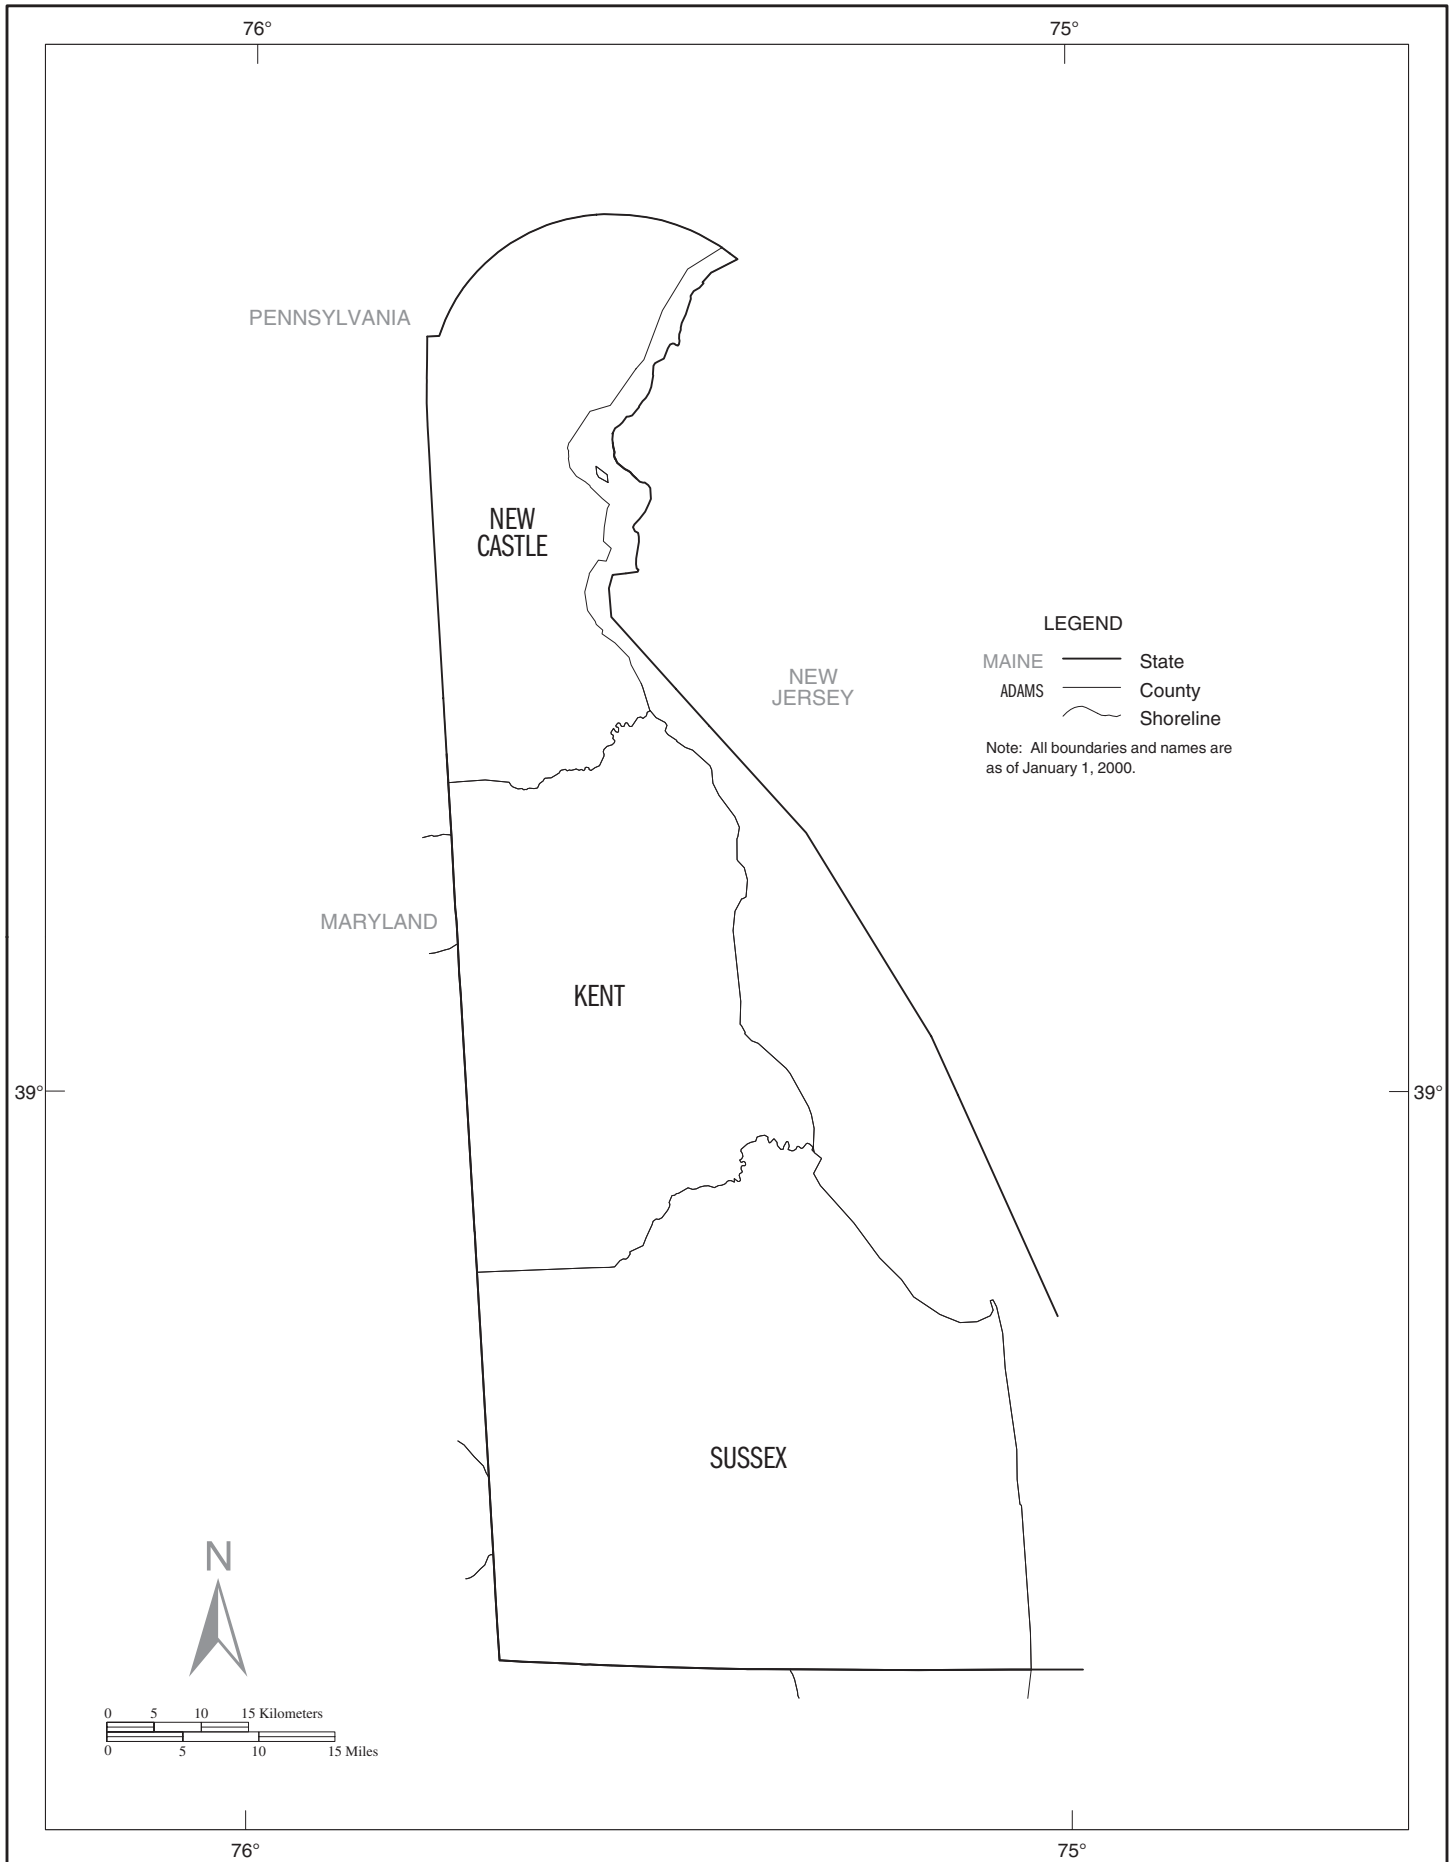 76°
75°
PENNSYLVANIA
NEW
CASTLE
LEGEND
MAINE
State
ADAMS
County
Shoreline
Note: All boundaries and names are
as of January 1, 2000.
NEW
JERSEY
MARYLAND
KENT
39°
39°
SUSSEX
N
0 5 10 15 Kilometers
0 5 10 15 Miles
76°
75°